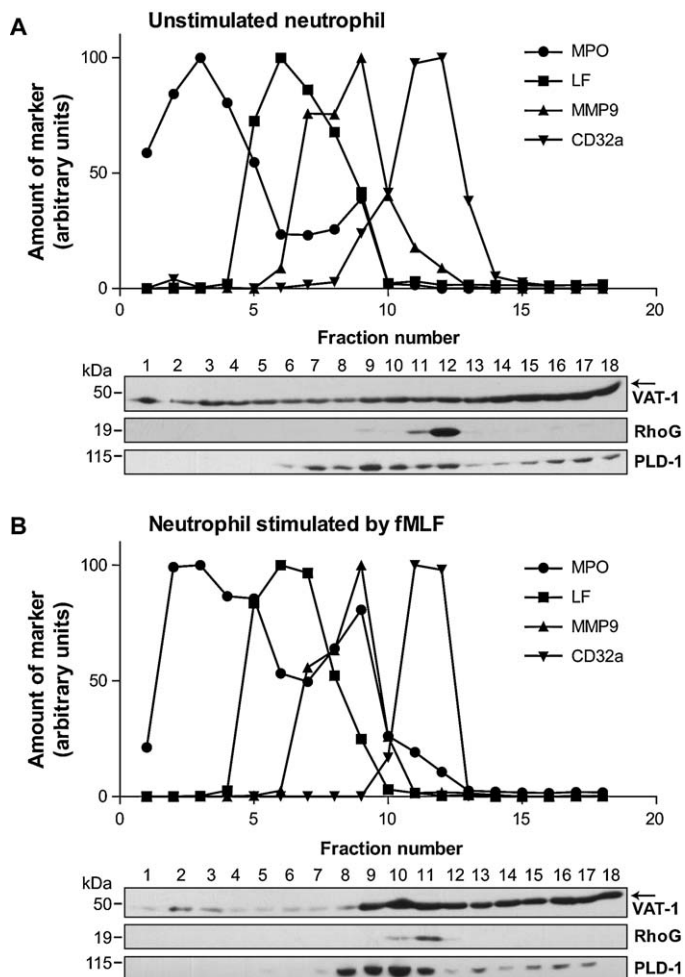 A
Unstimulated neutrophil
100
50
0
Amount of marker
(arbitrary units)
MPO
LF
MMP9
CD32a
0 5 10 15 20
Fraction number
kDa 1 2 3 4 5 6 7 8 9 10 11 12 13 14 15 16 17 18
50 VAT-1
19 RhoG
115 PLD-1
B
Neutrophil stimulated by fMLF
100
50
0
Amount of marker
(arbitrary units)
MPO
LF
MMP9
CD32a
0 5 10 15 20
Fraction number
kDa 1 2 3 4 5 6 7 8 9 10 11 12 13 14 15 16 17 18
50 VAT-1
19 RhoG
115 PLD-1